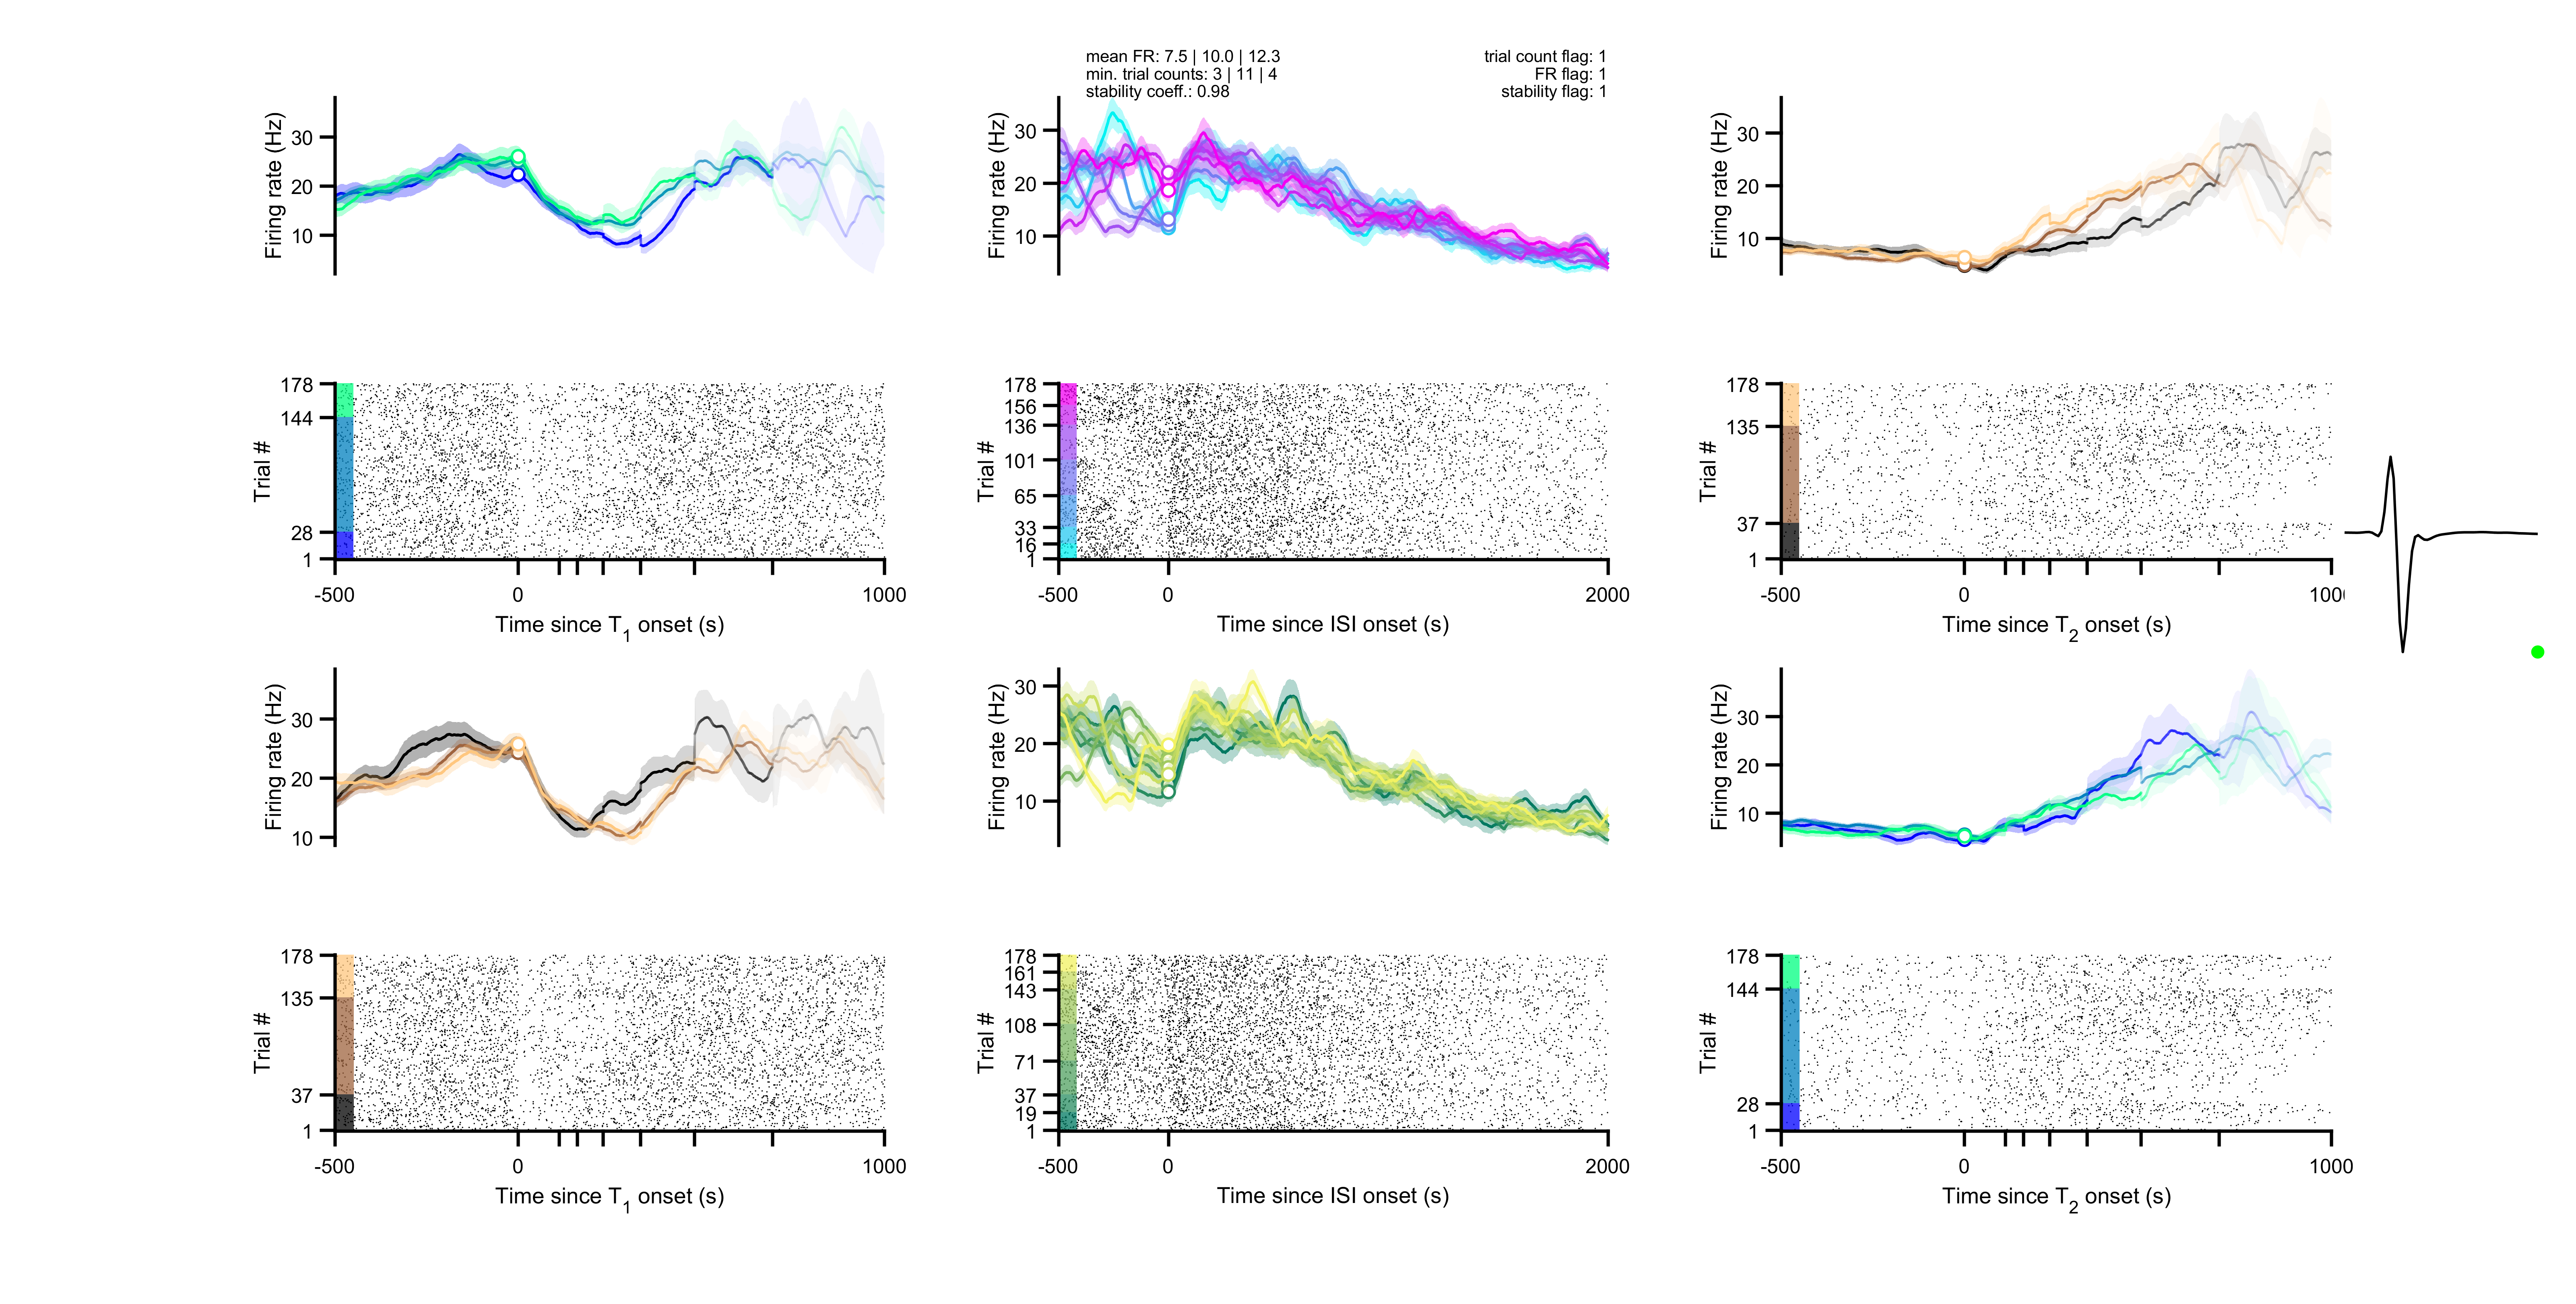 mean FR: 7.5 | 10.0 | 12.3
min. trial counts: 3 | 11 | 4
stability coeff.: 0.98
trial count flag: 1
FR flag: 1
stability flag: 1
Firing rate (Hz)
30
20
10
Firing rate (Hz)
30
20
10
Firing rate (Hz)
30
20
10
Trial #
178
144
28
1
-500
0
1000
Time since T1 onset (s)
Trial #
178
156
136
101
65
33
16
1
-500
0
2000
Time since ISI onset (s)
Trial #
178
135
37
1
-500
0
100
Time since T2 onset (s)
Firing rate (Hz)
30
20
10
Firing rate (Hz)
30
20
10
Firing rate (Hz)
30
20
10
Trial #
178
135
37
1
-500
0
1000
Time since T1 onset (s)
Trial #
178
161
143
108
71
37
19
1
-500
0
2000
Time since ISI onset (s)
Trial #
178
144
28
1
-500
0
1000
Time since T2 onset (s)